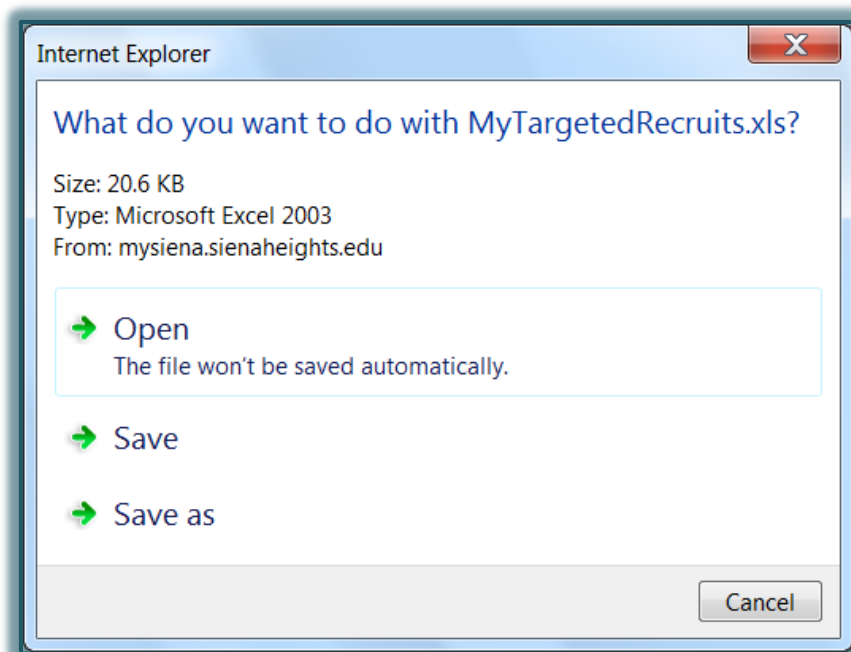 Internet Explorer
What do you want to do with MyTargetedRecruits.xls?
Size: 20.6 KB
Type: Microsoft Excel 2003
From: mysiena.sienaheights.edu
Open
The file won't be saved automatically.
Save
Save as
Cancel